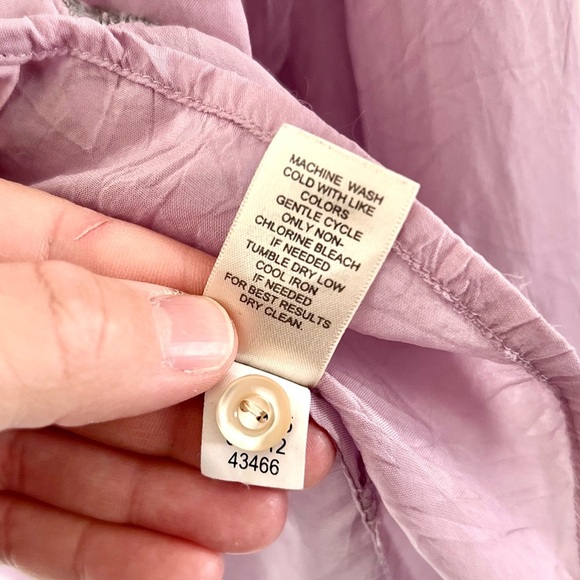 MACHINE WASH
COLD WITH LIKE
COLORS
GENTLE CYCLE
ONLY NON-
CHLORINE BLEACH
IF NEEDED
TUMBLE DRY LOW
COOL IRON
IF NEEDED
FOR BEST RESULTS
DRY CLEAN.
43466